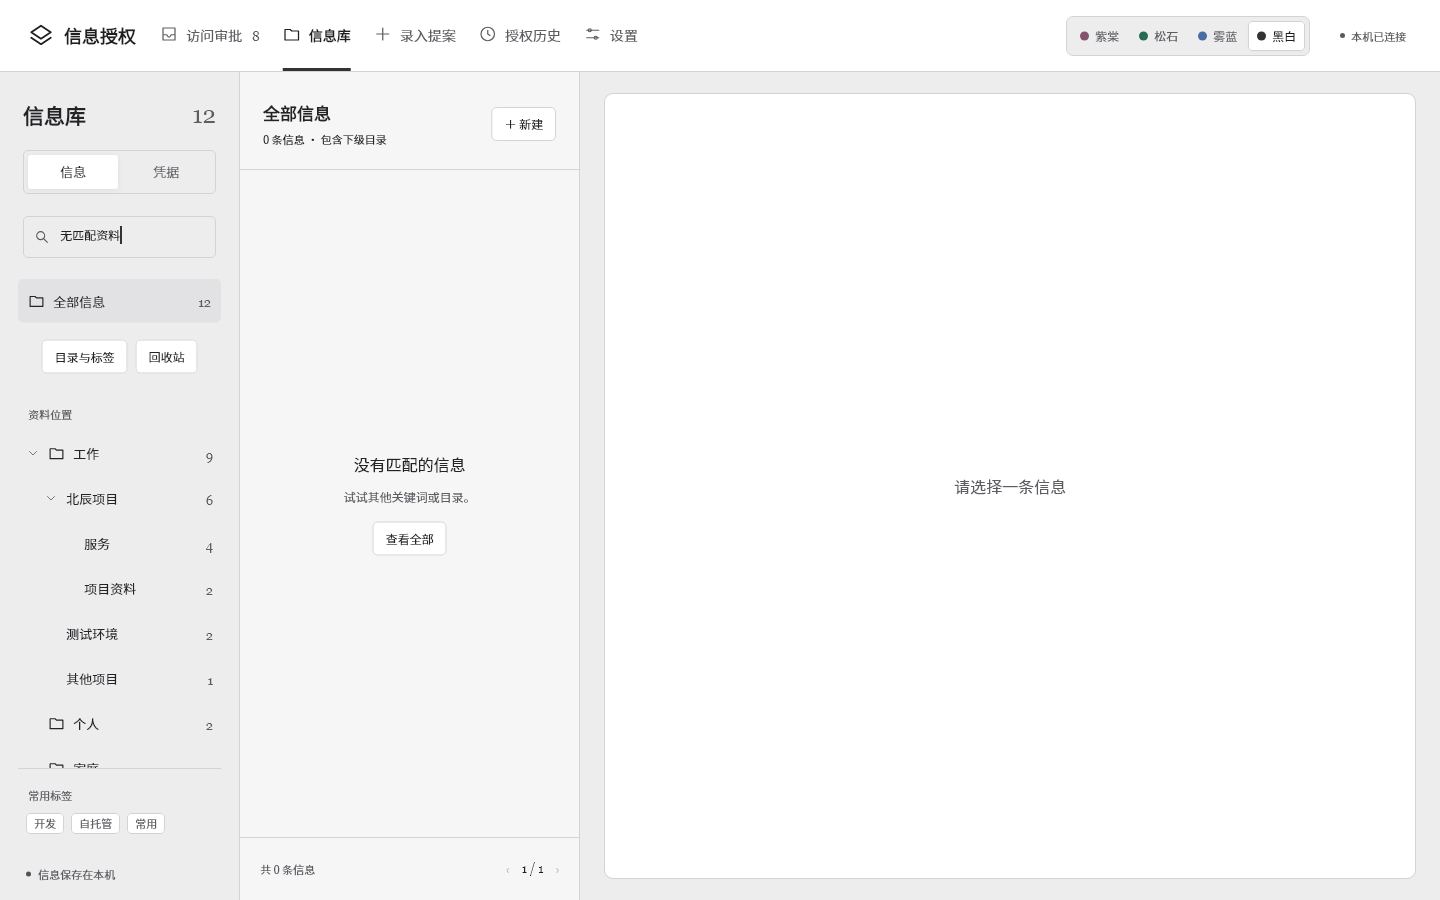 信息授权
访问审批 8
信息库
录入提案
授权历史
设置
紫棠
松石
雾蓝
黑白
本机已连接
信息库 12
信息
凭据
无匹配资料
全部信息 12
目录与标签
回收站
资料位置
工作 9
北辰项目 6
服务 4
项目资料 2
测试环境 2
其他项目 1
个人 2
常用标签
开发
自托管
常用
信息保存在本机
全部信息
0 条信息 · 包含下级目录
新建
没有匹配的信息
试试其他关键词或目录。
查看全部
共 0 条信息
‹ 1 / 1 ›
请选择一条信息